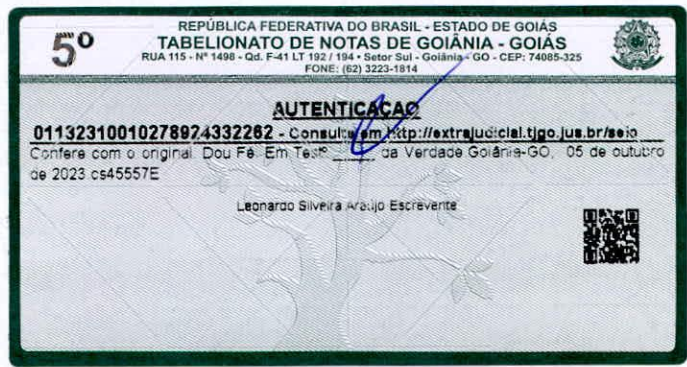 5º
REPÚBLICA FEDERATIVA DO BRASIL - ESTADO DE GOIÁS
TABELIONATO DE NOTAS DE GOIÂNIA - GOIÁS
RUA 115 - Nº 1498 - Qd. F-41 LT 192 / 194 • Setor Sul - Goiânia - GO - CEP: 74085-325
FONE: (62) 3223-1814
AUTENTICAÇÃO
01132310010278924332262 - Consulte em http://extrajudicial.tjgo.jus.br/selo
Confere com o original. Dou Fé. Em Testº ______ da Verdade Goiânia-GO, 05 de outubro
de 2023 cs45557E
Leonardo Silveira Araújo Escrevente